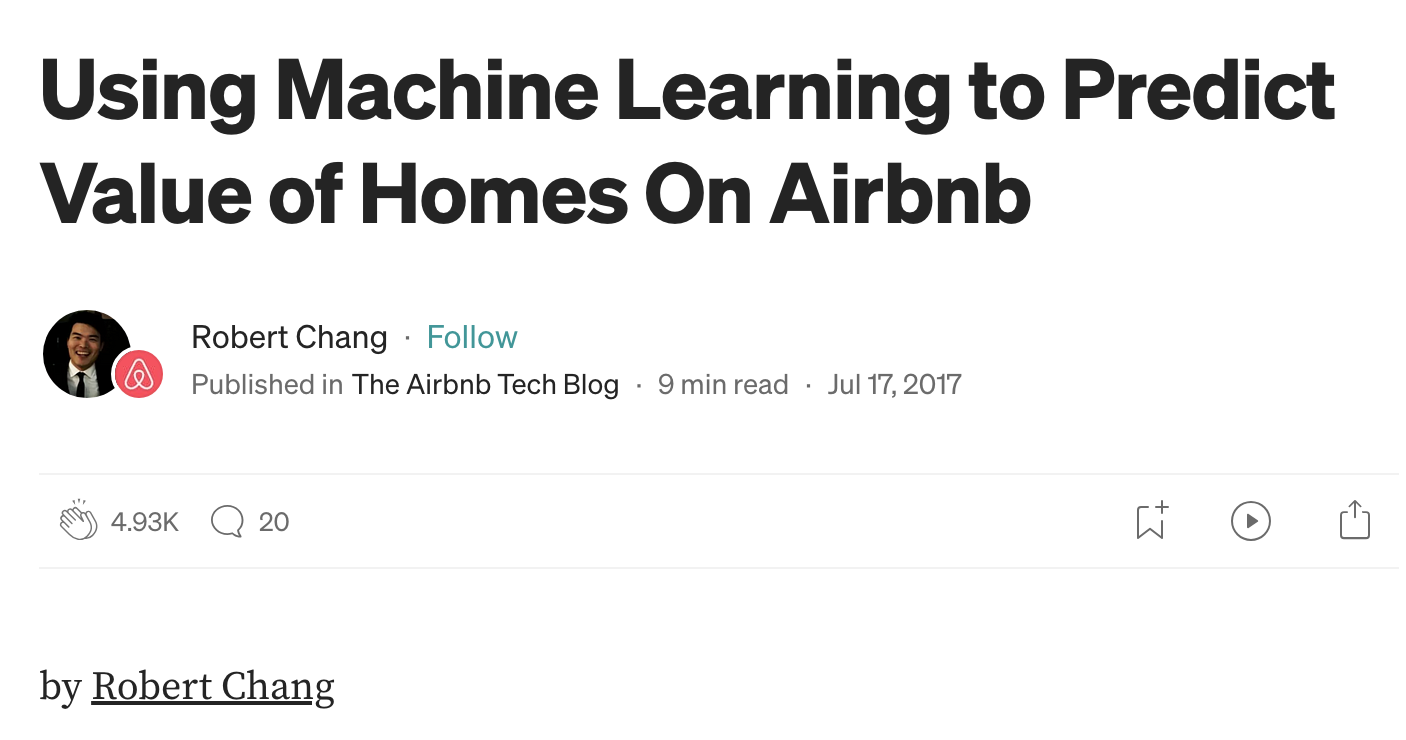 Using Machine Learning to Predict
Value of Homes On Airbnb
Robert Chang · Follow
Published in The Airbnb Tech Blog · 9 min read · Jul 17, 2017
4.93K 20
by Robert Chang